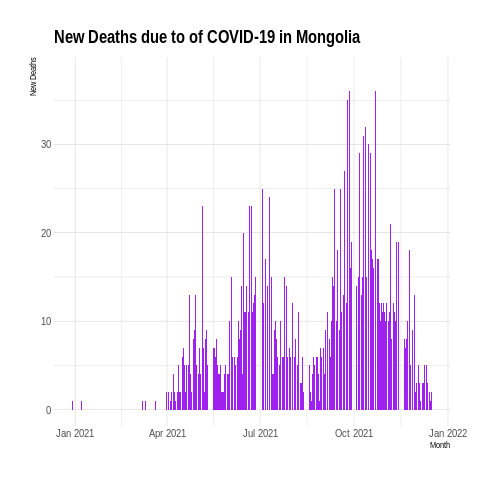 New Deaths due to of COVID-19 in Mongolia
New Deaths
30
20
10
0
Jan 2021 Apr 2021 Jul 2021 Oct 2021 Jan 2022
Month